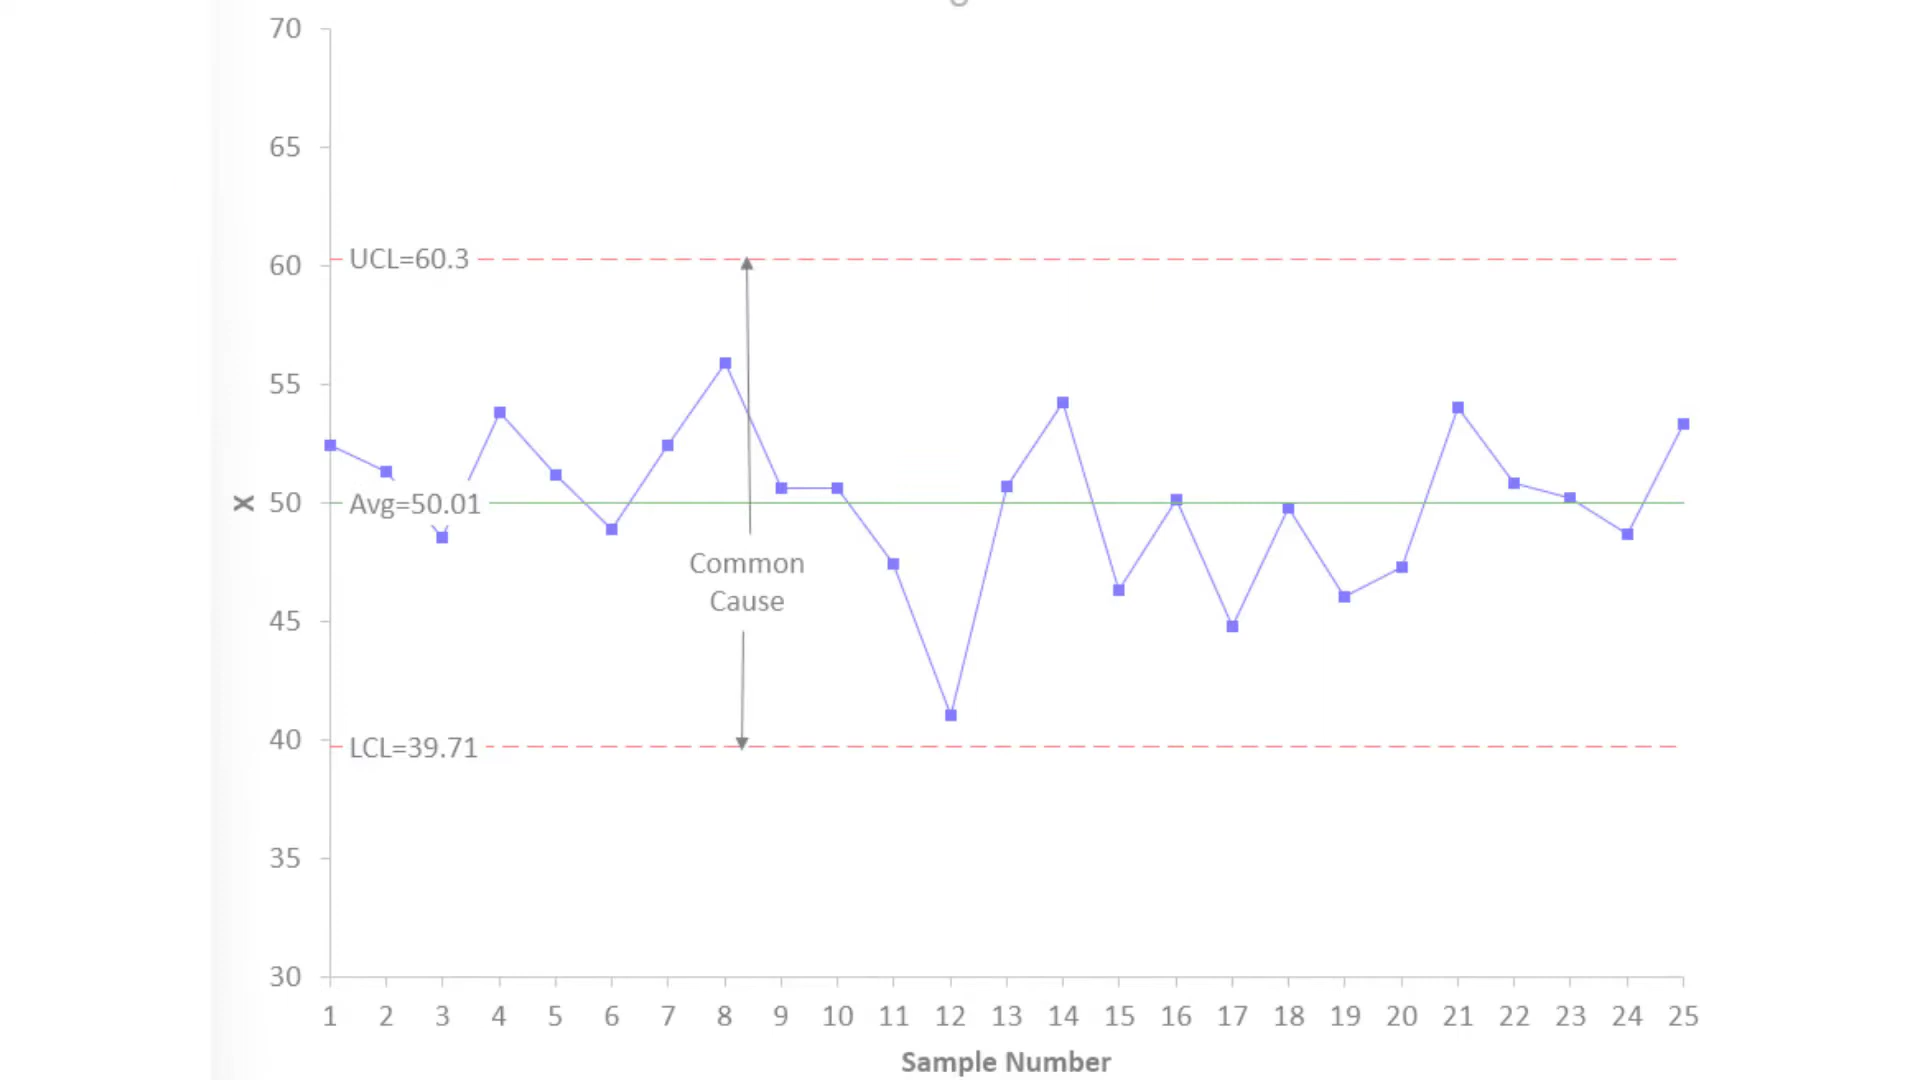 70
65
UCL=60.3
60
55
X
50
Avg=50.01
Common
Cause
45
40
LCL=39.71
35
30
1 2 3 4 5 6 7 8 9 10 11 12 13 14 15 16 17 18 19 20 21 22 23 24 25
Sample Number